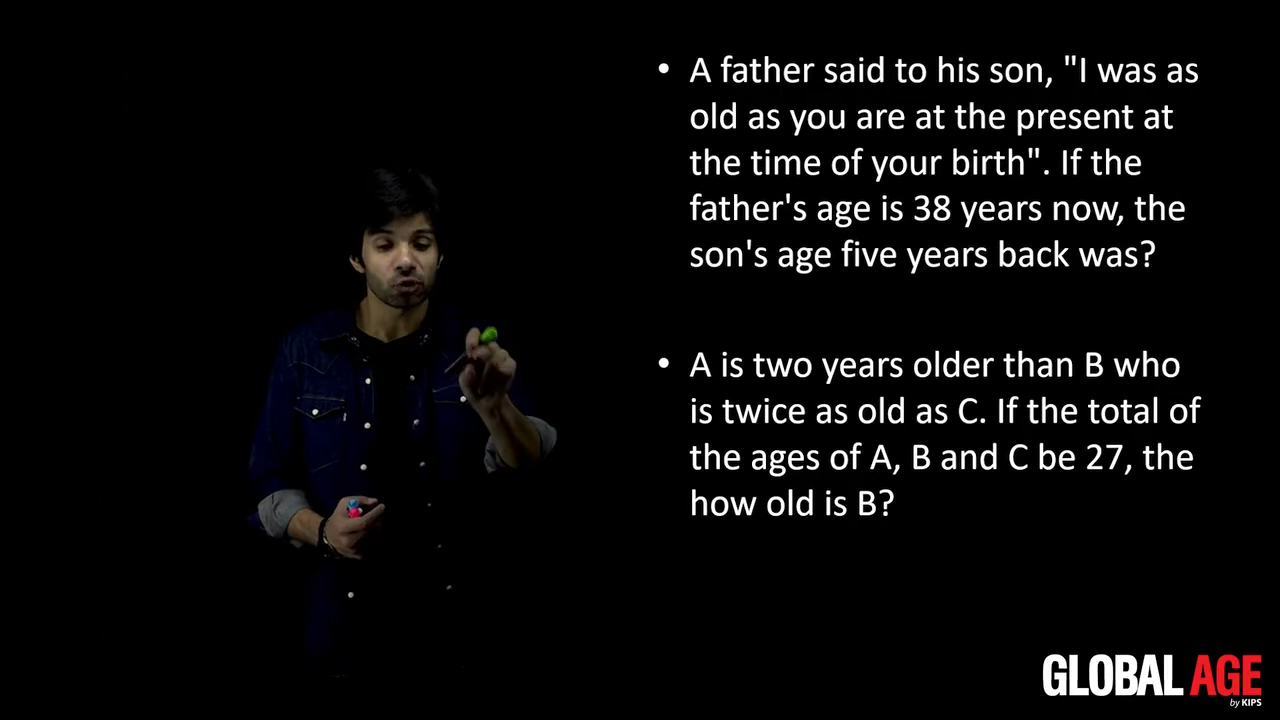 • A father said to his son, "I was as
old as you are at the present at
the time of your birth". If the
father's age is 38 years now, the
son's age five years back was?
• A is two years older than B who
is twice as old as C. If the total of
the ages of A, B and C be 27, the
how old is B?
GLOBAL AGE
by KIPS